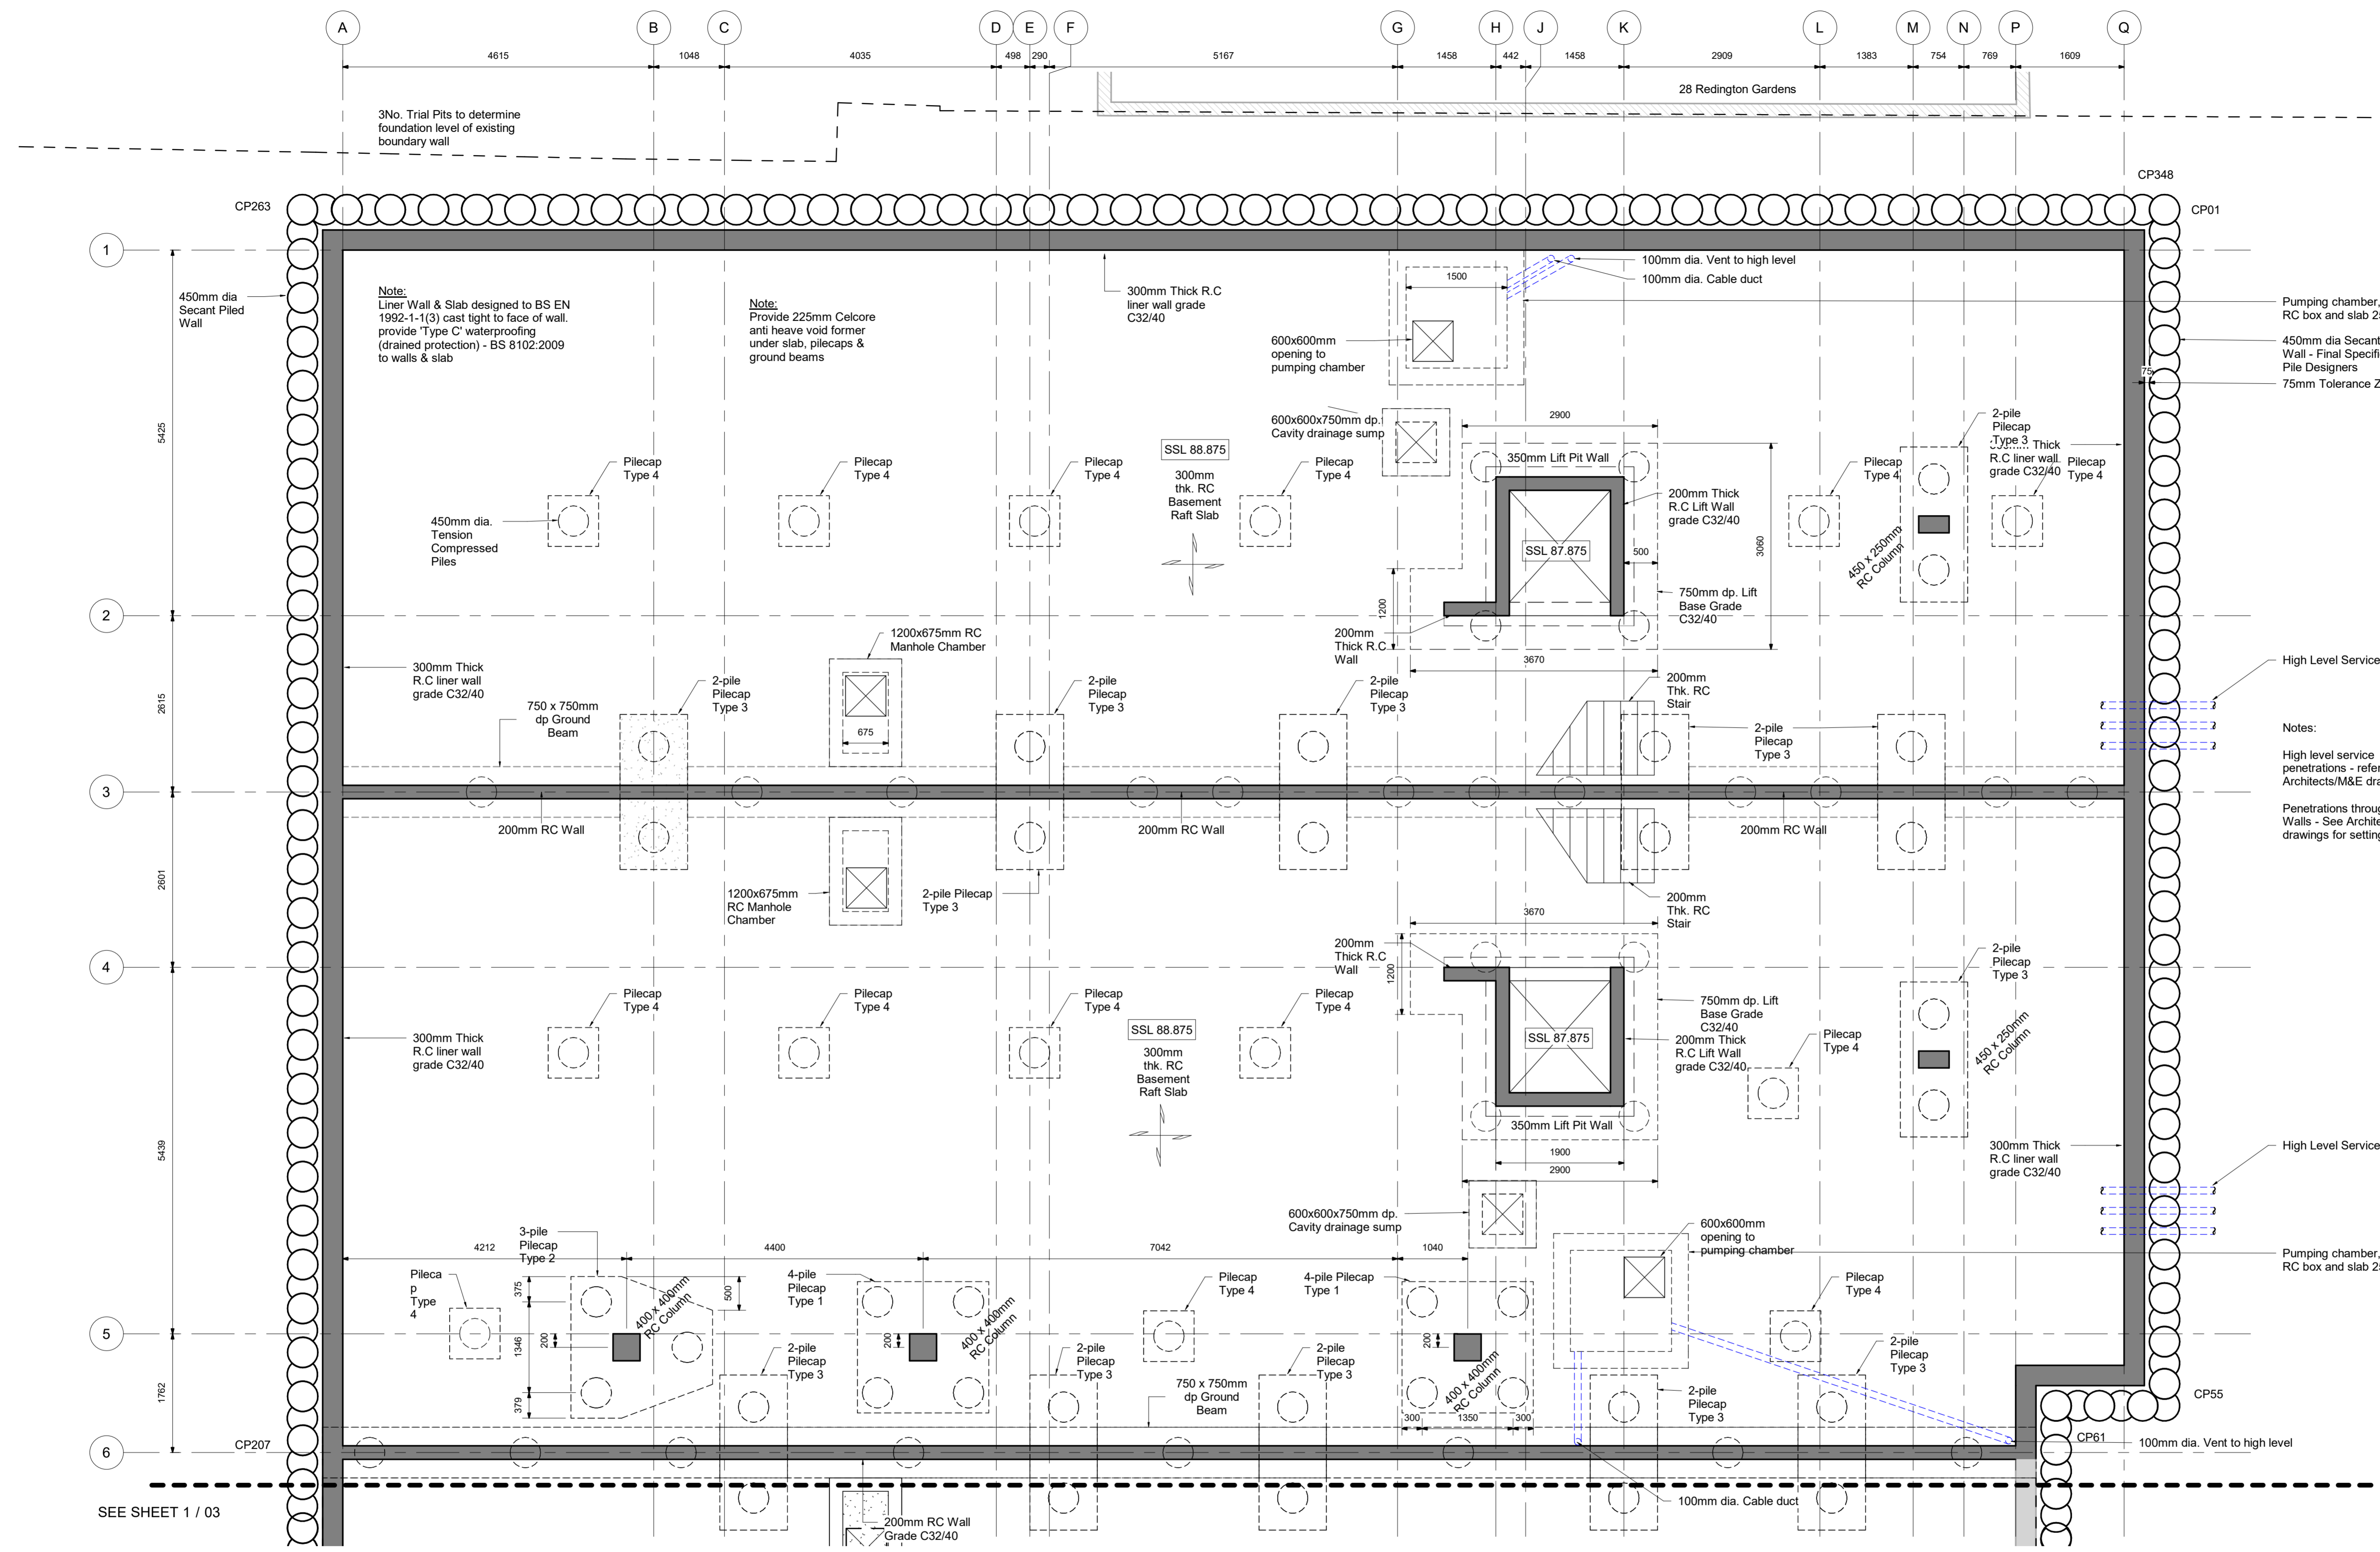 A
B
C
D
E
F
G
H
J
K
L
M
N
P
Q
4615
1048
4035
498
290
5167
1458
442
1458
2909
1383
754
769
1609
28 Redington Gardens
3No. Trial Pits to determine
foundation level of existing
boundary wall
CP348
CP263
CP01
1
450mm dia
Secant Piled
Wall
Note:
Liner Wall & Slab designed to BS EN
1992-1-1(3) cast tight to face of wall.
provide 'Type C' waterproofing
(drained protection) - BS 8102:2009
to walls & slab
Note:
Provide 225mm Celcore
anti heave void former
under slab, pilecaps &
ground beams
300mm Thick R.C
liner wall grade
C32/40
1500
100mm dia. Vent to high level
100mm dia. Cable duct
Pumping chamber,
RC box and slab
600x600mm
opening to
pumping chamber
450mm dia Secant
Wall - Final
Pile Designers
75
75mm Tolerance
5425
600x600x750mm dp.
Cavity drainage sump
2900
2-pile
Pilecap
Type 3
Thick
R.C liner wall
grade C32/40
SSL 88.875
300mm
thk. RC
Basement
Raft Slab
Pilecap
Type 4
Pilecap
Type 4
Pilecap
Type 4
Pilecap
Type 4
350mm Lift Pit Wall
Pilecap
Type 4
Pilecap
Type 4
450mm dia.
Tension
Compressed
Piles
200mm Thick
R.C Lift Wall
grade C32/40
SSL 87.875
500
3060
450 x 250mm
RC Column
750mm dp. Lift
Base Grade
C32/40
1200
2
200mm
Thick R.C
Wall
3670
1200x675mm RC
Manhole Chamber
300mm Thick
R.C liner wall
grade C32/40
2615
750 x 750mm
dp Ground
Beam
2-pile
Pilecap
Type 3
675
2-pile
Pilecap
Type 3
2-pile
Pilecap
Type 3
200mm
Thk. RC
Stair
2-pile
Pilecap
Type 3
High Level Service
Notes:
High level service
penetrations - refer
Architects/M&E
Penetrations
Walls - See
drawings for
3
200mm RC Wall
200mm RC Wall
200mm RC Wall
2601
1200x675mm
RC Manhole
Chamber
2-pile Pilecap
Type 3
200mm
Thk. RC
Stair
3670
4
200mm
Thick R.C
Wall
1200
2-pile
Pilecap
Type 3
Pilecap
Type 4
Pilecap
Type 4
Pilecap
Type 4
Pilecap
Type 4
SSL 88.875
300mm
thk. RC
Basement
Raft Slab
750mm dp. Lift
Base Grade
C32/40
200mm Thick
R.C Lift Wall
grade C32/40
SSL 87.875
Pilecap
Type 4
450 x 250mm
RC Column
300mm Thick
R.C liner wall
grade C32/40
5439
350mm Lift Pit Wall
1900
2900
300mm Thick
R.C liner wall
grade C32/40
High Level Service
600x600x750mm dp.
Cavity drainage sump
600x600mm
opening to
pumping chamber
Pumping chamber,
RC box and slab
3-pile
Pilecap
Type 2
4212
4400
7042
1040
Pileca
p
Type
4
375
1346
379
200
500
400 x 400mm
RC Column
4-pile
Pilecap
Type 1
200
400 x 400mm
RC Column
Pilecap
Type 4
4-pile Pilecap
Type 1
200
400 x 400mm
RC Column
Pilecap
Type 4
5
2-pile
Pilecap
Type 3
2-pile
Pilecap
Type 3
2-pile
Pilecap
Type 3
2-pile
Pilecap
Type 3
2-pile
Pilecap
Type 3
750 x 750mm
dp Ground
Beam
300
1350
300
1762
CP55
CP207
CP61
6
100mm dia. Vent to high level
100mm dia. Cable duct
SEE SHEET 1 / 03
200mm RC Wall
Grade C32/40